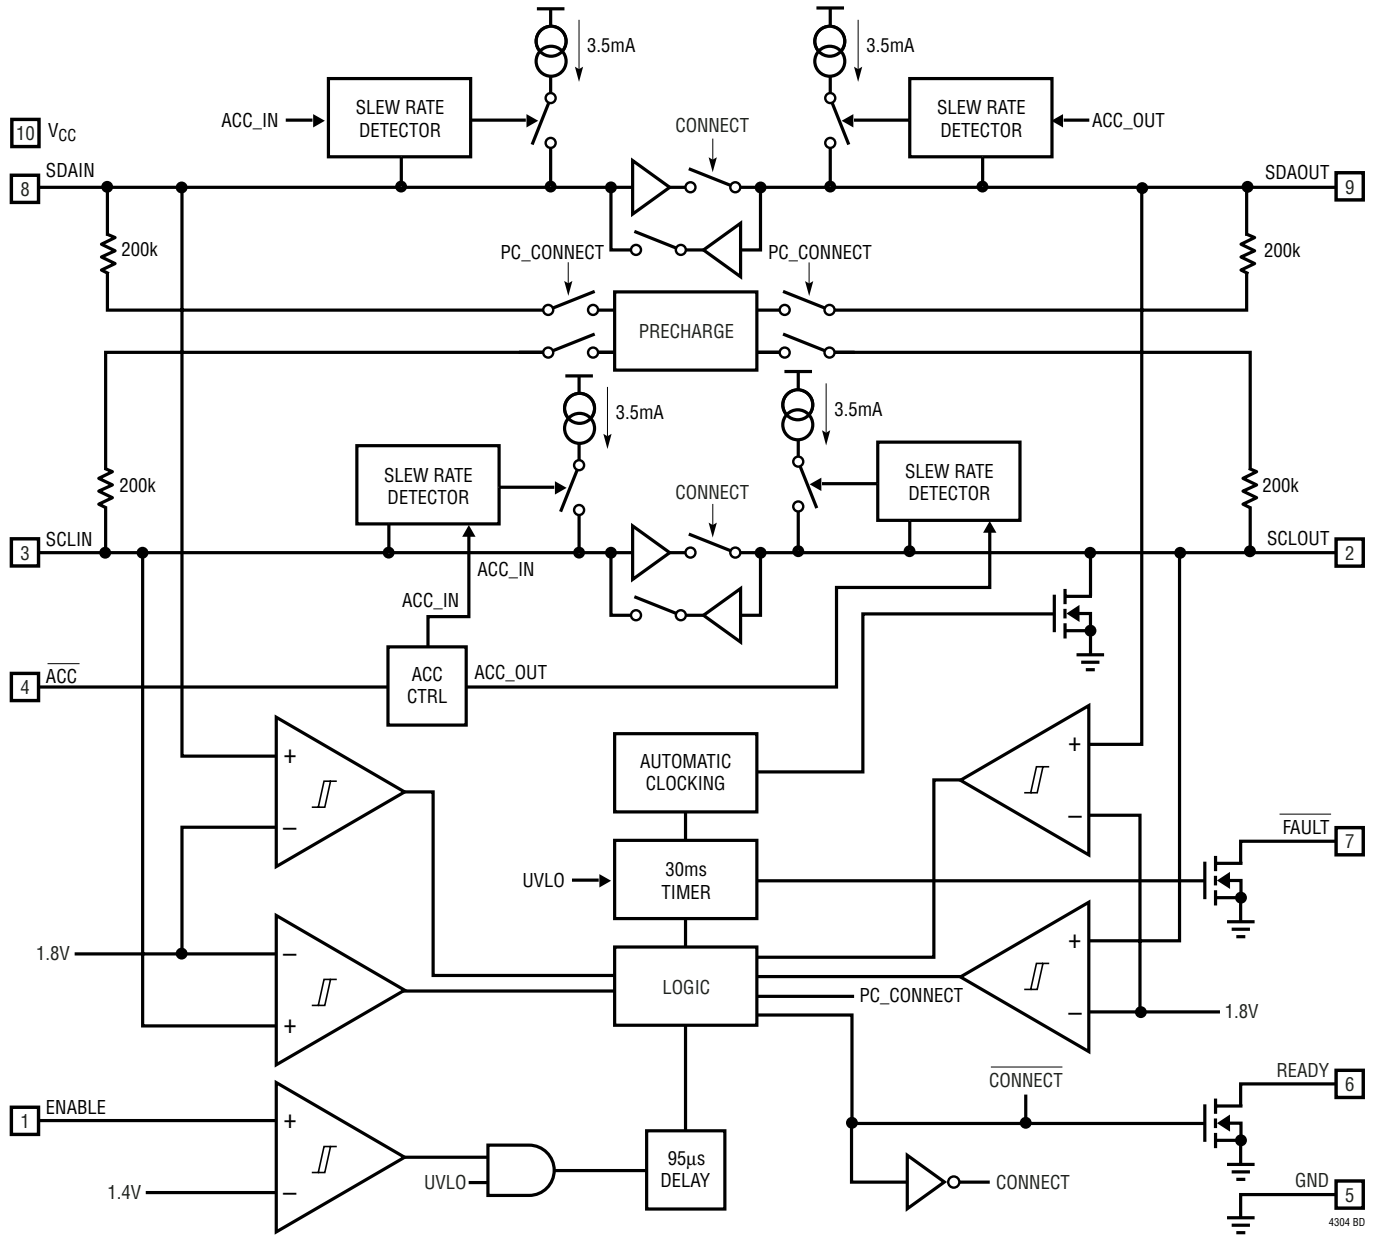 3.5mA
3.5mA
SLEW RATE
DETECTOR
SLEW RATE
DETECTOR
ACC_IN
ACC_OUT
CONNECT
10 VCC
SDAIN
8
SDAOUT
9
200k
200k
PC_CONNECT
PC_CONNECT
PRECHARGE
3.5mA
3.5mA
SLEW RATE
DETECTOR
SLEW RATE
DETECTOR
CONNECT
200k
200k
SCLIN
3
SCLOUT
2
ACC_IN
ACC_IN
ACC
4
ACC
CTRL
ACC_OUT
+
–
+
–
AUTOMATIC
CLOCKING
FAULT
7
UVLO
30ms
TIMER
1.8V
–
+
+
–
LOGIC
PC_CONNECT
1.8V
CONNECT
READY
6
ENABLE
1
+
–
1.4V
UVLO
95μs
DELAY
CONNECT
GND
5
4304 BD